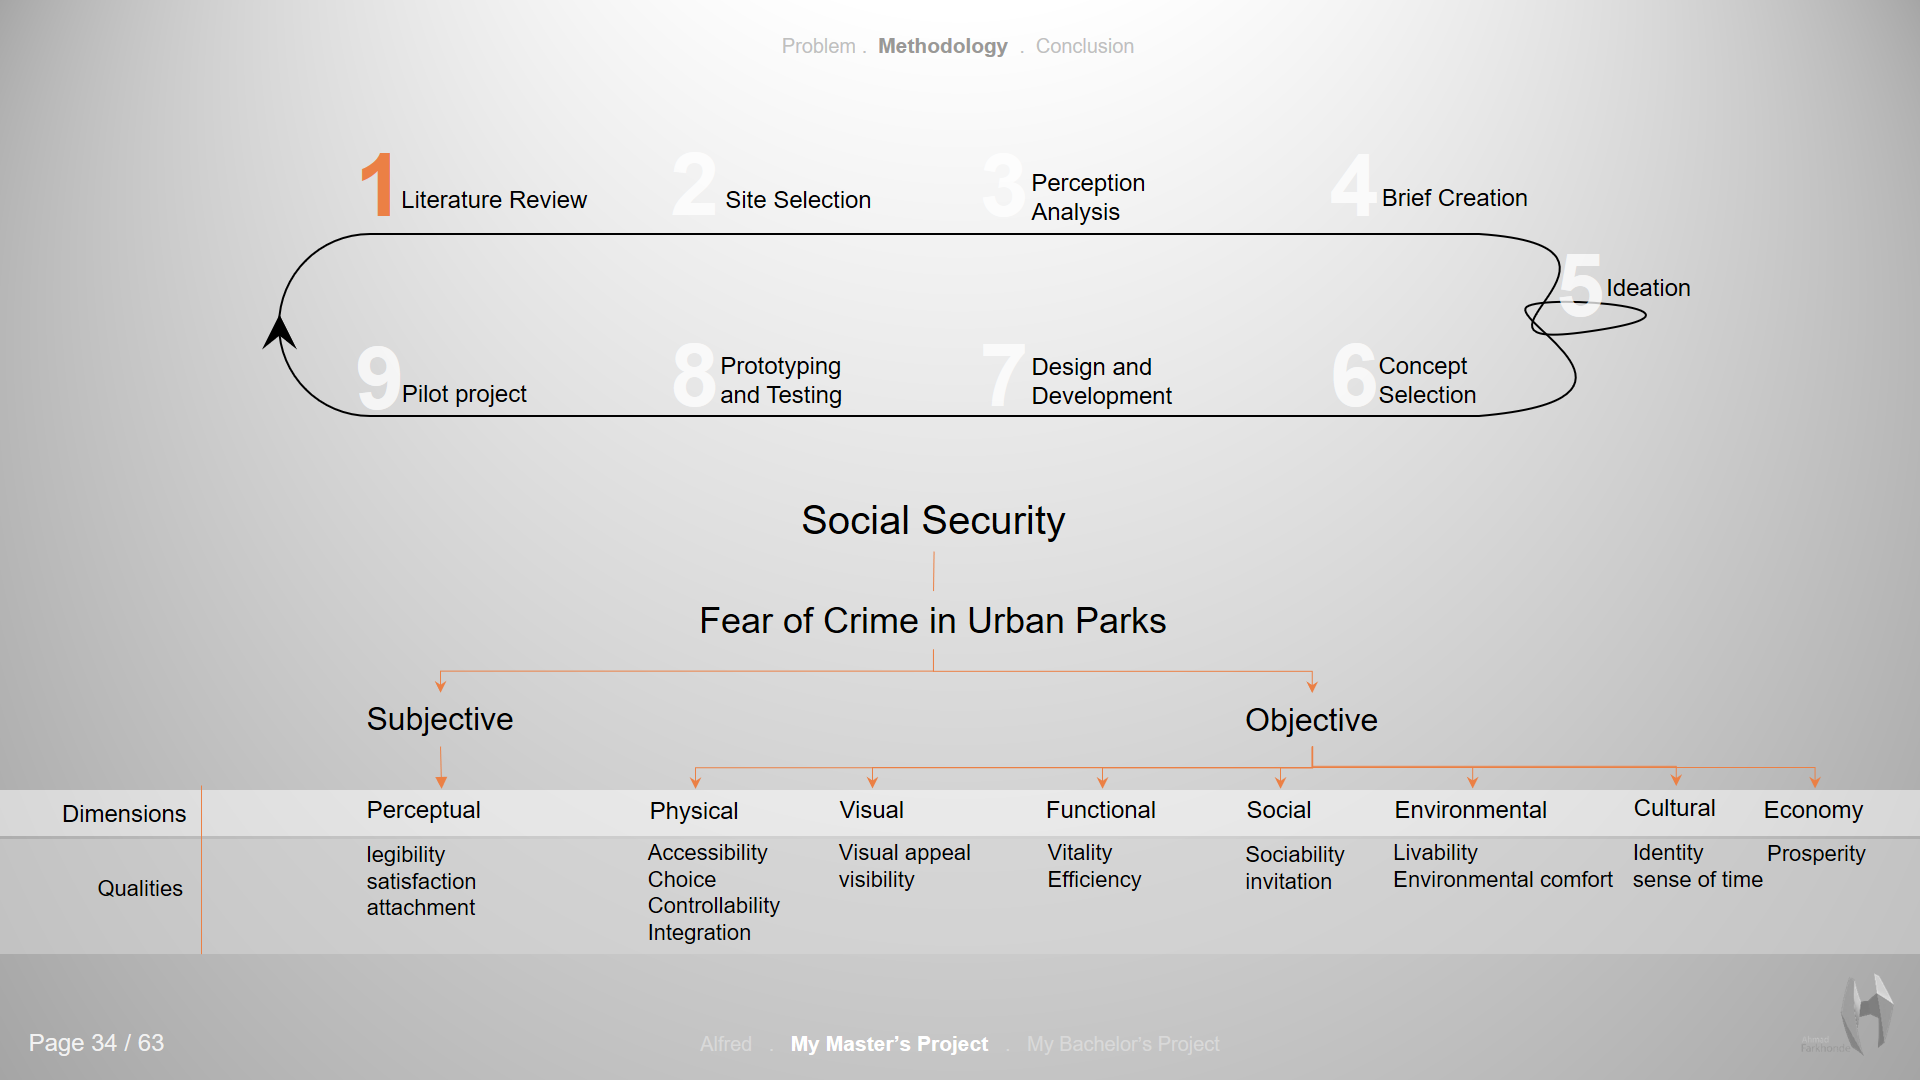 Problem . Methodology . Conclusion
1 Literature Review
2 Site Selection
3 Perception
Analysis
4 Brief Creation
5 Ideation
9 Pilot project
8 Prototyping
and Testing
7 Design and
Development
6 Concept
Selection
Social Security
Fear of Crime in Urban Parks
Subjective
Objective
Dimensions
Perceptual
Physical
Visual
Functional
Social
Environmental
Cultural
Economy
Qualities
legibility
satisfaction
attachment
Accessibility
Choice
Controllability
Integration
Visual appeal
visibility
Vitality
Efficiency
Sociability
invitation
Livability
Environmental comfort
Identity
sense of time
Prosperity
Page 34 / 63
Alfred . My Master's Project . My Bachelor's Project
Ahmad